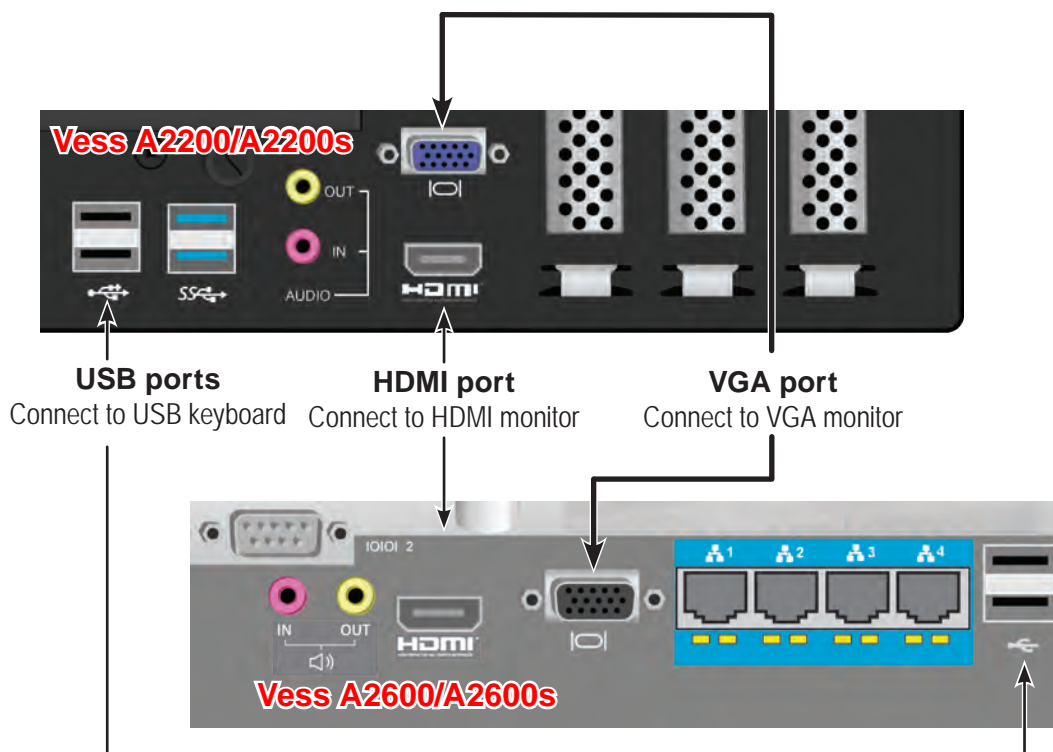 Vess A2200/A2200s
OUT
IN
AUDIO
SS
HDMI
USB ports
Connect to USB keyboard
HDMI port
Connect to HDMI monitor
VGA port
Connect to VGA monitor
IOIOI 2
1
2
3
4
IN
OUT
HDMI
Vess A2600/A2600s